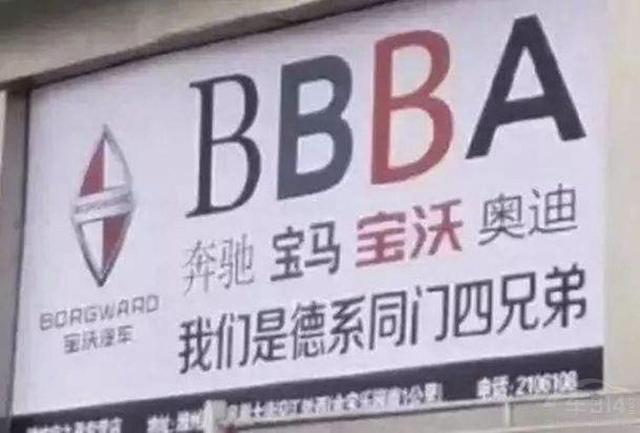 BBBA
奔驰 宝马 宝沃 奥迪
BORGWARD
宝沃汽车
我们是德系同门四兄弟
电话: 2106108